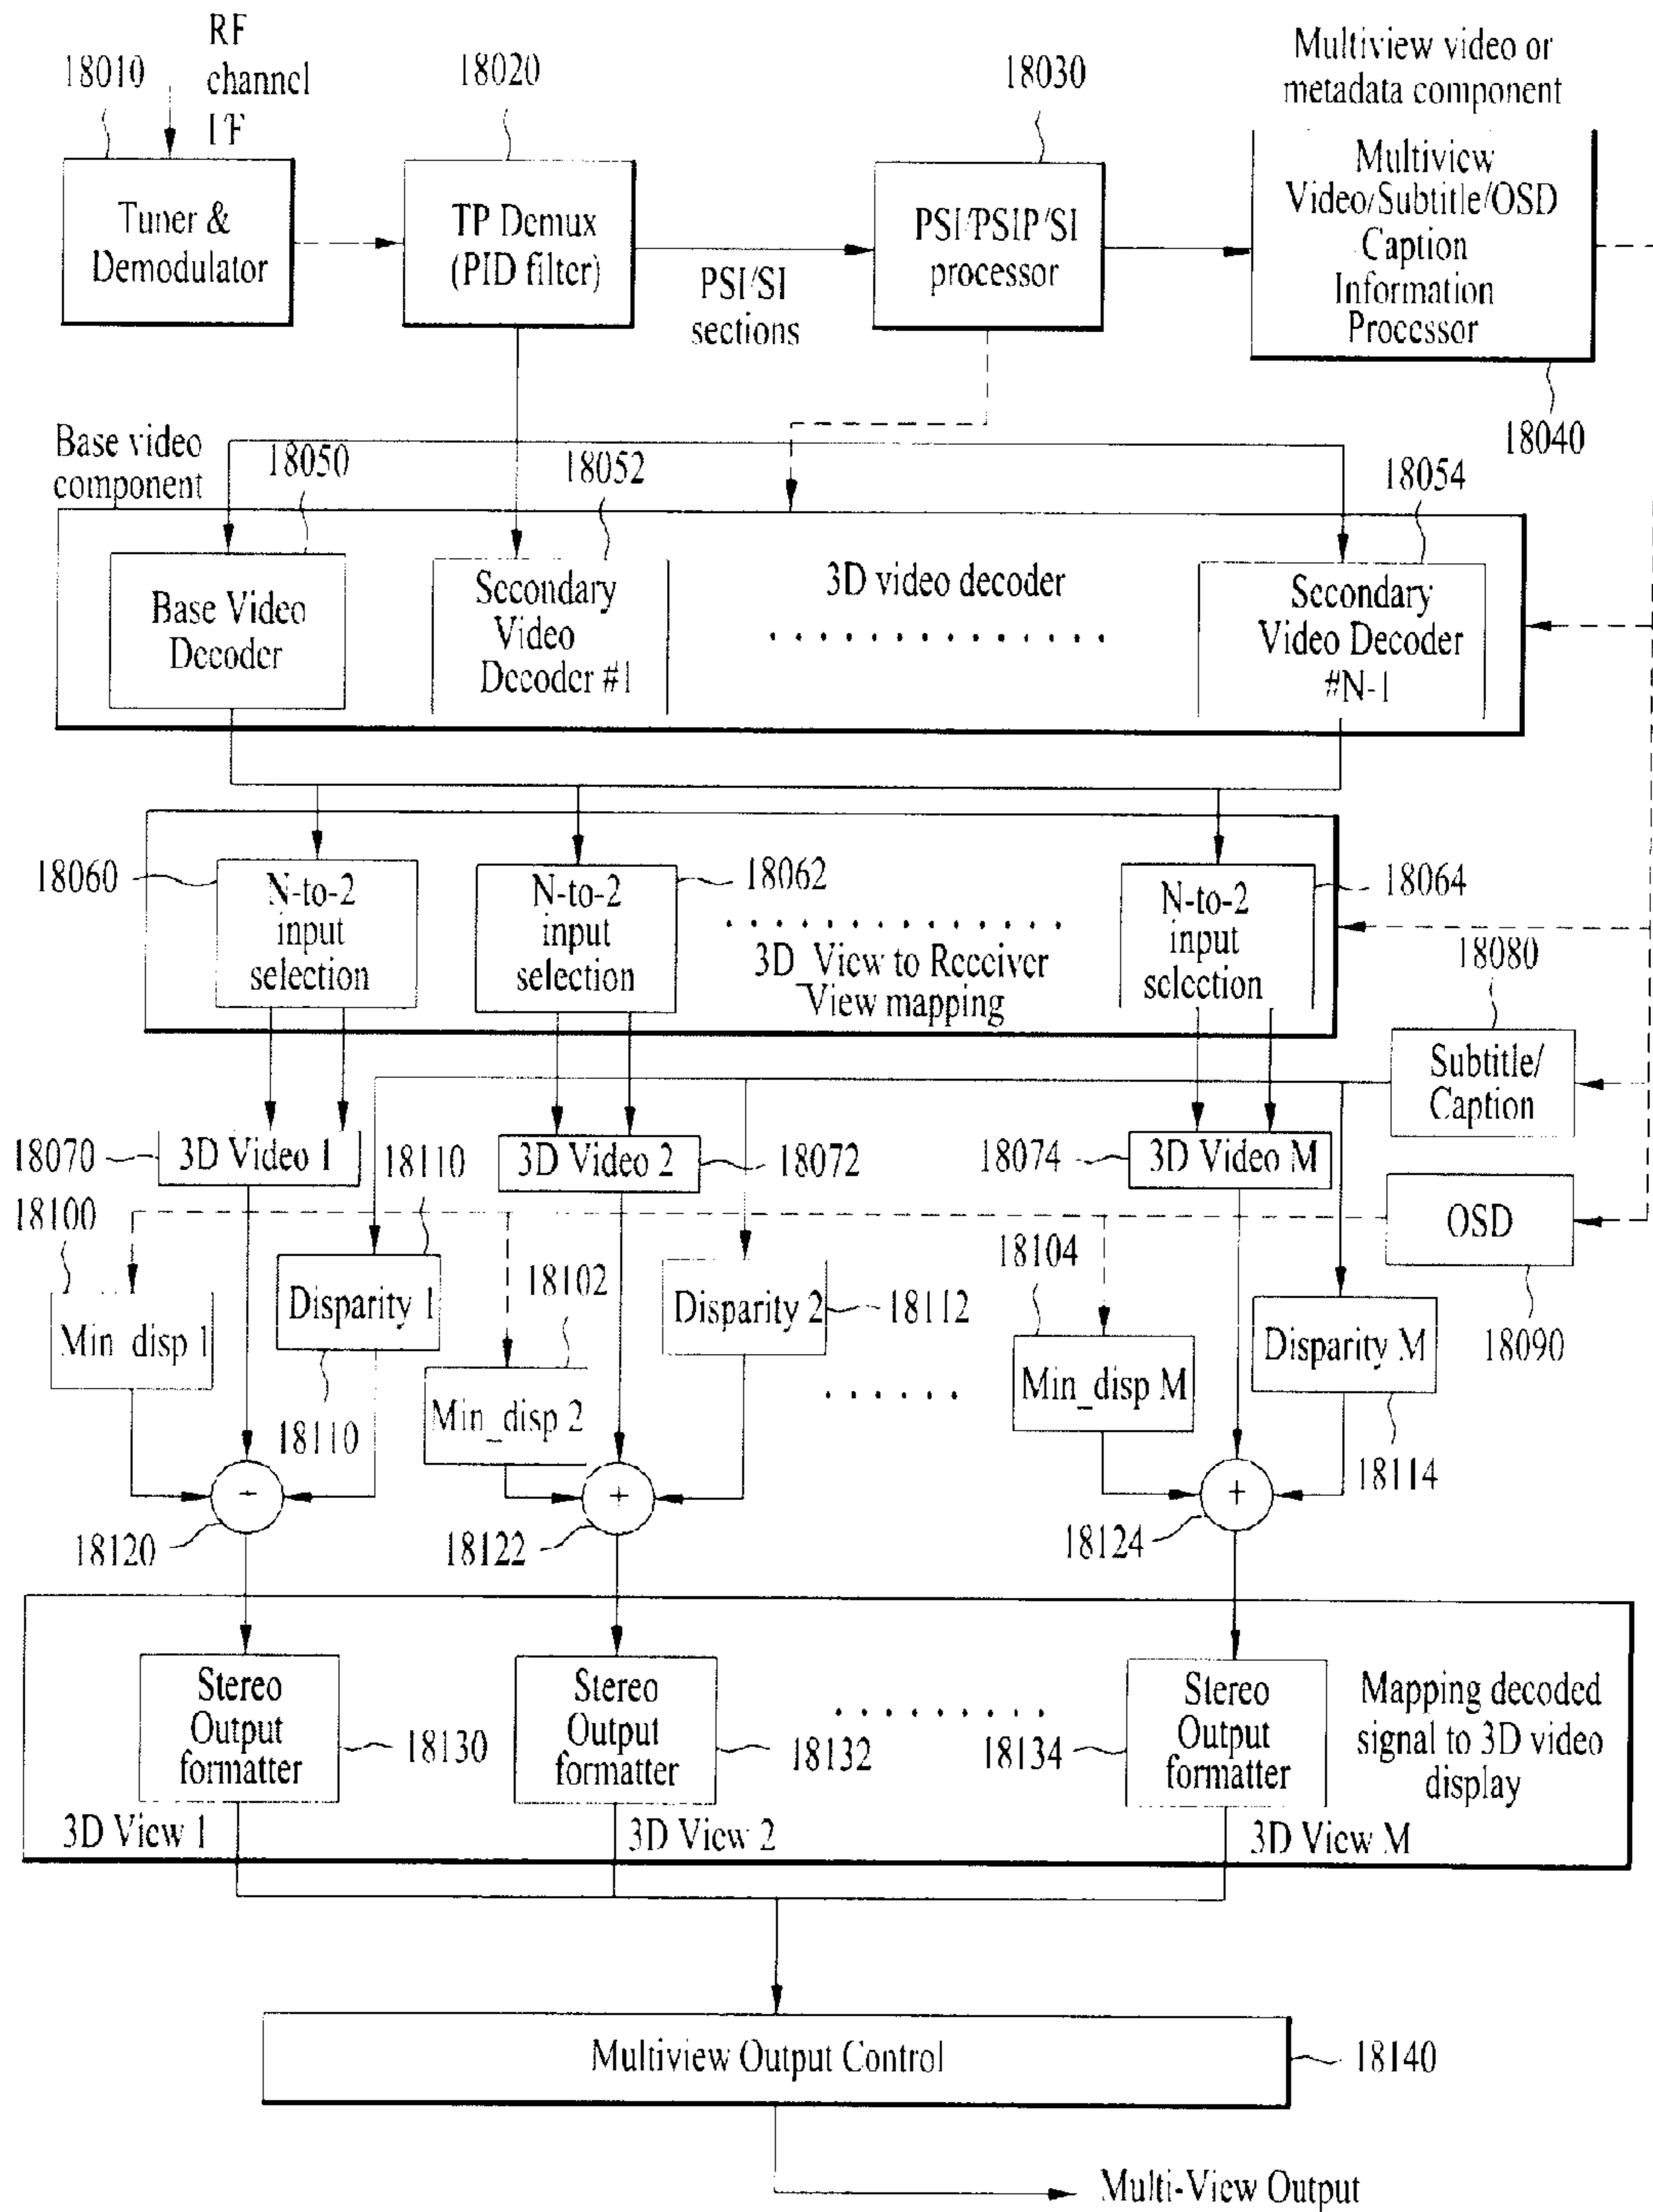 RF
channel
I/F
18010
18020
18030
Multiview video or
metadata component
Tuner &
Demodulator
TP Demux
(PID filter)
PSI/SI
sections
PSI/PSIP/SI
processor
Multiview
Video/Subtitle/OSD
Caption
Information
Processor
18040
Base video
component
18050
18052
18054
Base Video
Decoder
Secondary
Video
Decoder #1
3D video decoder
Secondary
Video Decoder
#N-1
18060
N-to-2
input
selection
N-to-2
input
selection
18062
3D_View to Receiver
_View mapping
N-to-2
input
selection
18064
18080
Subtitle/
Caption
18070
3D Video 1
18110
3D Video 2
18072
18074
3D Video M
OSD
18090
18100
Min_disp 1
Disparity 1
18110
18102
Min_disp 2
Disparity 2
18112
18104
Min_disp M
Disparity M
18114
18120
+
18122
+
18124
Stereo
Output
formatter
18130
Stereo
Output
formatter
18132
18134
Stereo
Output
formatter
Mapping decoded
signal to 3D video
display
3D View 1
3D View 2
3D View M
Multiview Output Control
18140
Multi-View Output